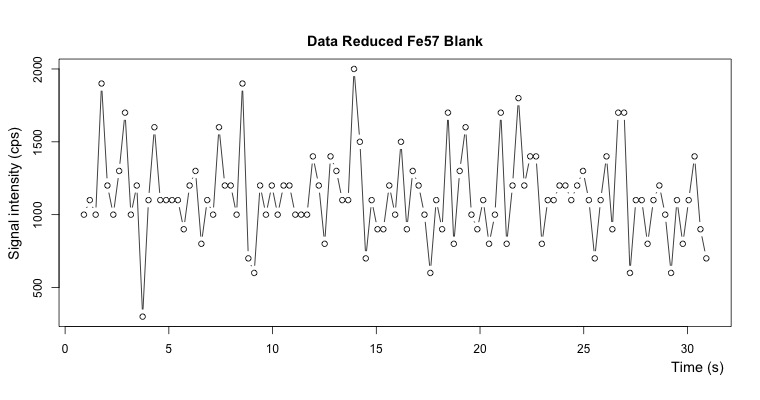 Data Reduced Fe57 Blank
Signal intensity (cps)
2000
1500
1000
500
0 5 10 15 20 25 30
Time (s)